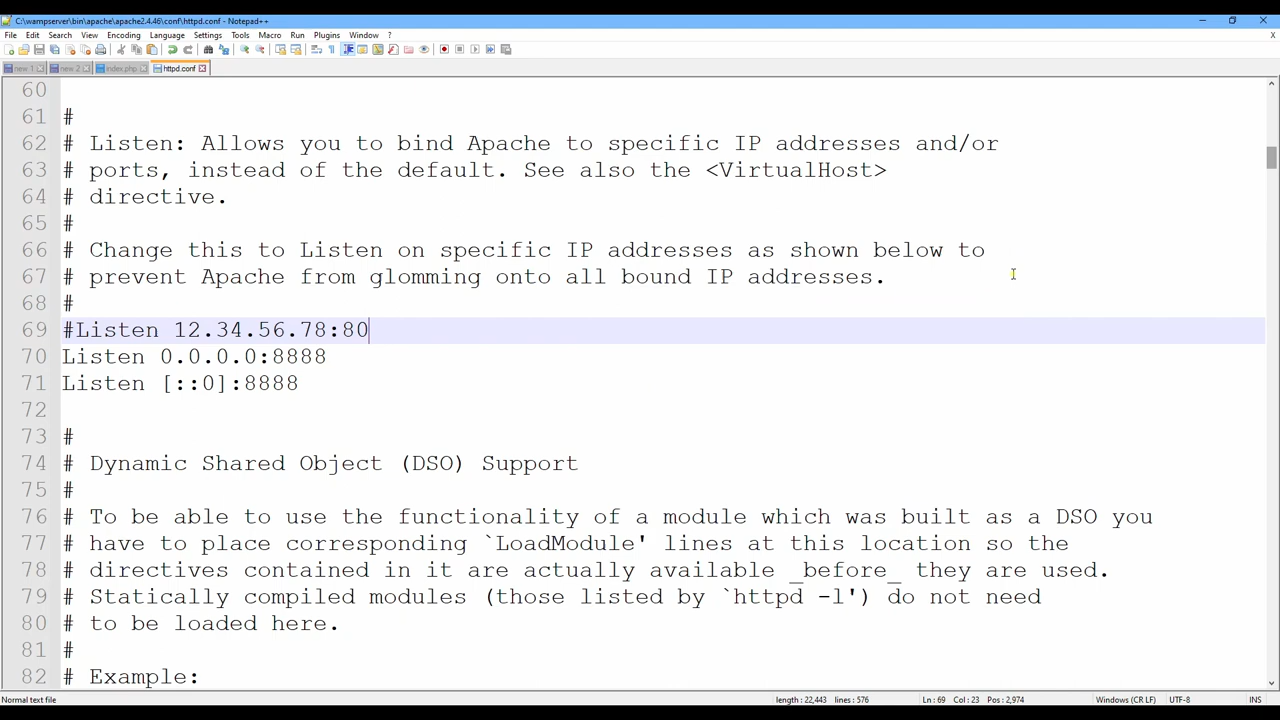 C:\wampserver\bin\apache\apache2.4.46\conf\httpd.conf - Notepad++
File Edit Search View Encoding Language Settings Tools Macro Run Plugins Window ? X
new 1 new 2 index.php httpd.conf
60
61 #
62 # Listen: Allows you to bind Apache to specific IP addresses and/or
63 # ports, instead of the default. See also the <VirtualHost>
64 # directive.
65 #
66 # Change this to Listen on specific IP addresses as shown below to
67 # prevent Apache from glomming onto all bound IP addresses.
68 #
69 #Listen 12.34.56.78:80
70 Listen 0.0.0.0:8888
71 Listen [::0]:8888
72
73 #
74 # Dynamic Shared Object (DSO) Support
75 #
76 # To be able to use the functionality of a module which was built as a DSO you
77 # have to place corresponding `LoadModule' lines at this location so the
78 # directives contained in it are actually available _before_ they are used.
79 # Statically compiled modules (those listed by `httpd -l') do not need
80 # to be loaded here.
81 #
82 # Example:
Normal text file length : 22,443 lines : 576 Ln : 69 Col : 23 Pos : 2,974 Windows (CR LF) UTF-8 INS